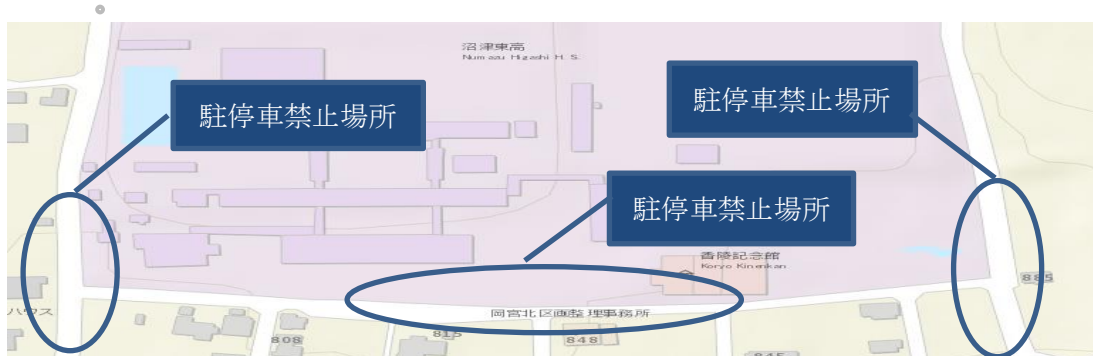 沼津東高
Numazu Higashi H. S.
駐停車禁止場所
駐停車禁止場所
駐停車禁止場所
香陵記念館
Koryo Kinenkan
885
ハウス
岡宮北区画整理事務所
808
815
848
845